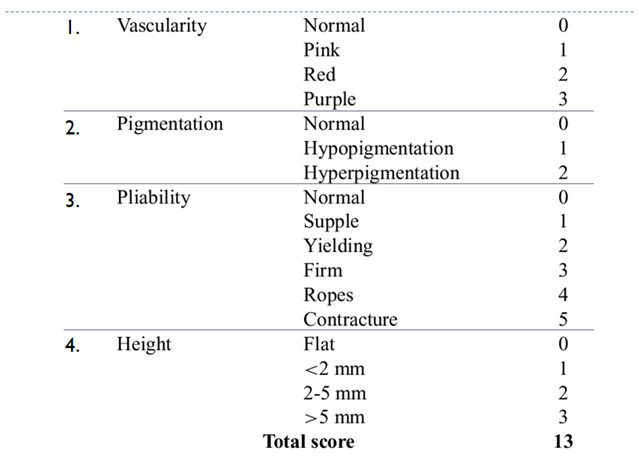 1. Vascularity Normal 0
Pink 1
Red 2
Purple 3
2. Pigmentation Normal 0
Hypopigmentation 1
Hyperpigmentation 2
3. Pliability Normal 0
Supple 1
Yielding 2
Firm 3
Ropes 4
Contracture 5
4. Height Flat 0
<2 mm 1
2-5 mm 2
>5 mm 3
Total score 13